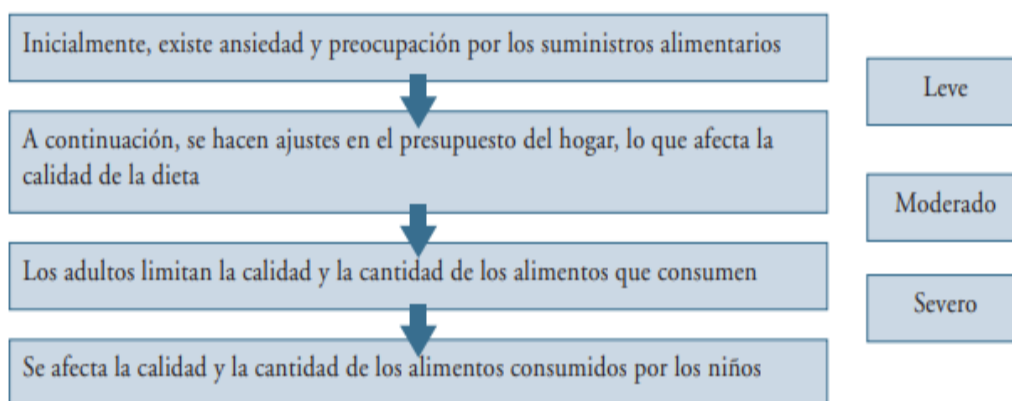 Inicialmente, existe ansiedad y preocupación por los suministros alimentarios
Leve
A continuación, se hacen ajustes en el presupuesto del hogar, lo que afecta la
calidad de la dieta
Moderado
Los adultos limitan la calidad y la cantidad de los alimentos que consumen
Severo
Se afecta la calidad y la cantidad de los alimentos consumidos por los niños